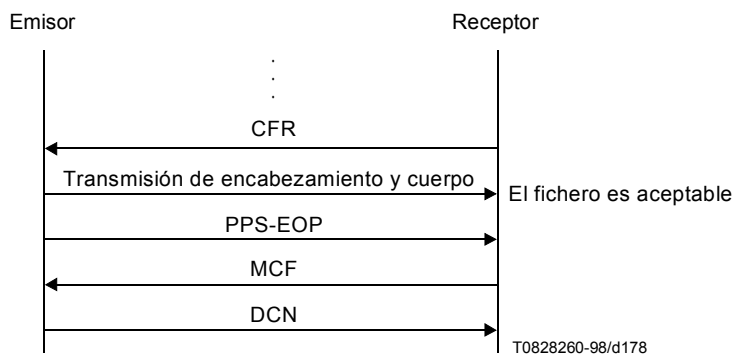 Emisor Receptor
.
.
.
CFR
Transmisión de encabezamiento y cuerpo
El fichero es aceptable
PPS-EOP
MCF
DCN
T0828260-98/d178